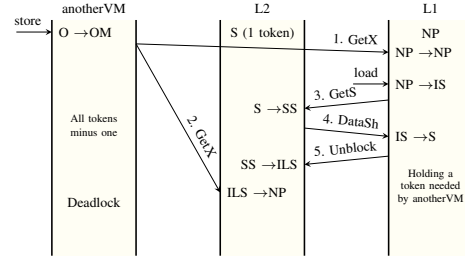 anotherVM L2 L1
store O →OM S (1 token) NP
1. GetX NP →NP
load NP →IS
3. GetS
S →SS
All tokens
minus one
4. DataSh
IS →S
2. GetX
5. Unblock
SS →ILS
Holding a
token needed
by anotherVM
ILS →NP
Deadlock